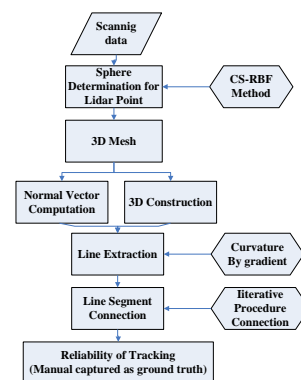 Scannig
data
Sphere
Determination for
Lidar Point
CS-RBF
Method
3D Mesh
Normal Vector
Computation
3D Construction
Line Extraction
Curvature
By gradient
Line Segment
Connection
Iiterative
Procedure
Connection
Reliability of Tracking
(Manual captured as ground truth)